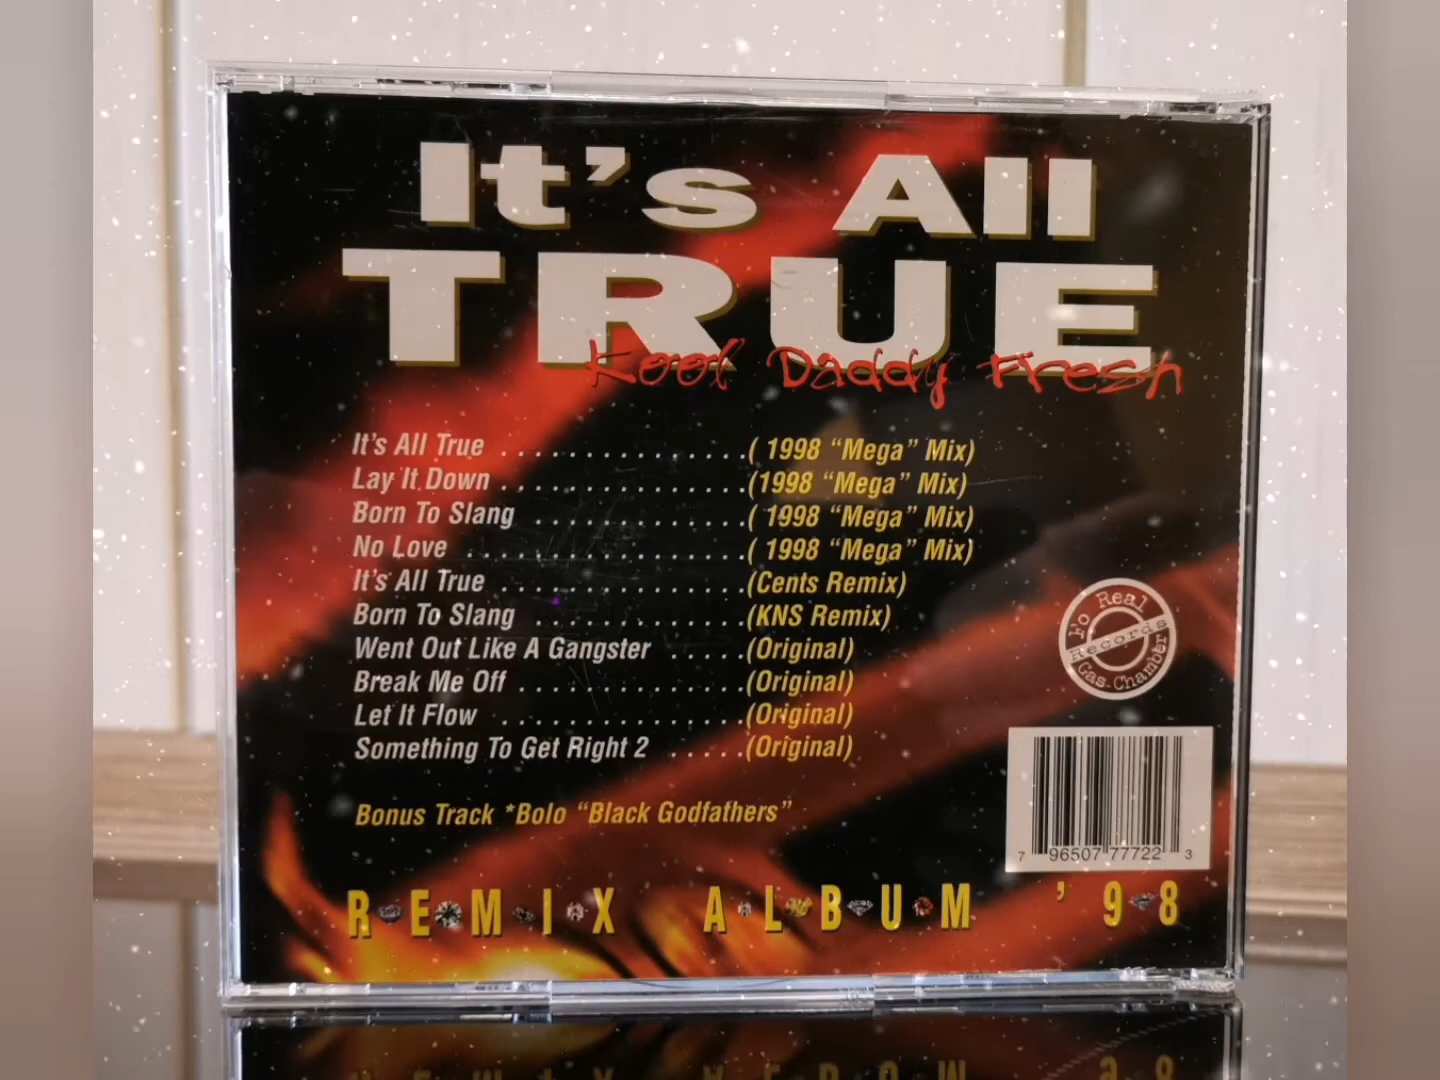 It's All
TRUE
Kool Daddy Fresh
It's All True ................( 1998 "Mega" Mix)
Lay It Down ................(1998 "Mega" Mix)
Born To Slang .............( 1998 "Mega" Mix)
No Love .................( 1998 "Mega" Mix)
It's All True ...............(Cents Remix)
Born To Slang .............(KNS Remix)
Went Out Like A Gangster .....(Original)
Break Me Off ...............(Original)
Let It Flow ................(Original)
Something To Get Right 2 .....(Original)
Fo Real
Records
Gas Chamber
Bonus Track *Bolo "Black Godfathers"
7 96507 77722 3
REMIX ALBUM '98